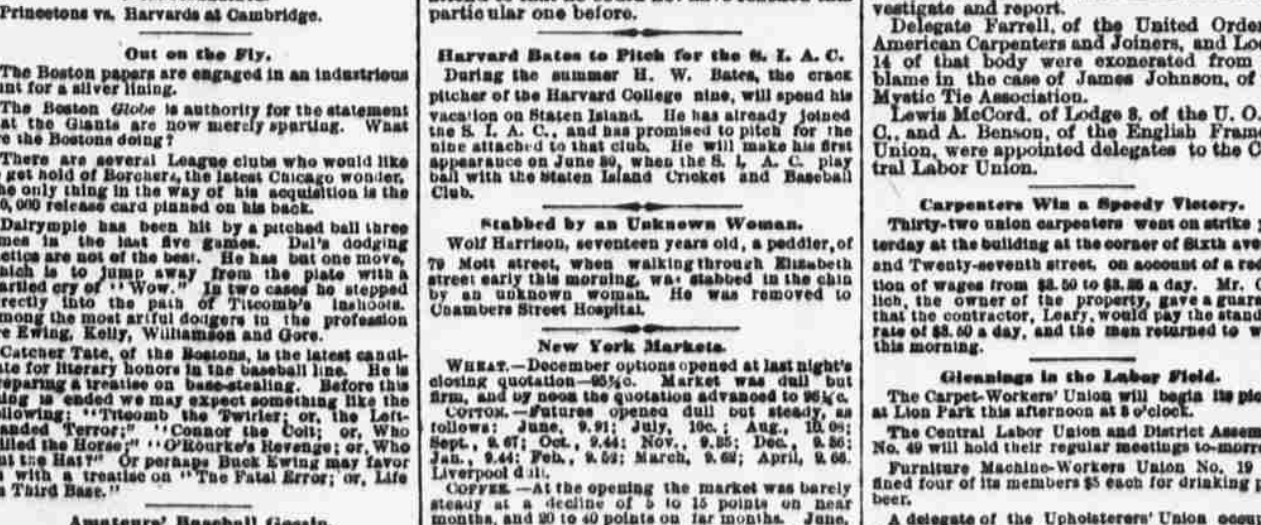 Princetons vs. Harvards at Cambridge.
Out on the Fly.
The Boston papers are engaged in an industrious
unt for a silver lining.
The Boston Globe is authority for the statement
at the Giants are now merely spurting. What
e the Bostons doing?
There are several League clubs who would like
get hold of Borchers, the latest Chicago wonder.
he only thing in the way of his acquisition is the
0,000 release card pinned on his back.
Dalrymple has been hit by a pitched ball three
mes in the last five games. Dal's dodging
ctics are not of the best. He has but one move,
hich is to jump away from the plate with a
artled cry of "Wow." In two cases he stepped
rectly into the path of Titcomb's inshoots.
mong the most artful dodgers in the profession
e Ewing, Kelly, Williamson and Gore.
Catcher Tate, of the Bostons, is the latest candi-
ate for literary honors in the baseball line. He is
reparing a treatise on base-stealing. Before this
ing is ended we may expect something like the
llowing: "Titcomb the Twirler; or, the Left-
anded Terror;" "Connor the Colt; or, Who
illed the Horse;" "O'Rourke's Revenge; or, Who
at the Hat?" Or perhaps Buck Ewing may favor
with a treatise on "The Fatal Error; or, Life
Third Base."
Amateurs' Baseball Gossip.
particular one before.
Harvard Bates to Pitch for the S. I. A. C.
During the summer H. W. Bates, the crack
pitcher of the Harvard College nine, will spend his
vacation on Staten Island. He has already joined
the S. I. A. C., and has promised to pitch for the
nine attached to that club. He will make his first
appearance on June 30, when the S. I. A. C. play
ball with the Staten Island Cricket and Baseball
Club.
Stabbed by an Unknown Woman.
Wolf Harrison, seventeen years old, a peddler, of
79 Mott street, when walking through Elizabeth
street early this morning, was stabbed in the chin
by an unknown woman. He was removed to
Chambers Street Hospital.
New York Markets.
WHEAT.—December options opened at last night's
closing quotation—95⅝c. Market was dull but
firm, and by noon the quotation advanced to
COTTON.—Futures opened dull but steady, as
follows: June, 9.91; July, 10c.; Aug., 10.06;
Sept., 9.67; Oct., 9.44; Nov., 9.35; Dec., 9.36;
Jan., 9.44; Feb., 9.53; March, 9.62; April, 9.68.
Liverpool dull.
COFFEE.—At the opening the market was barely
steady at a decline of 5 to 15 points on near
months, and 20 to 40 points on far months. June,
vestigate and report.
Delegate Farrell, of the United Order
American Carpenters and Joiners, and Lo
14 of that body were exonerated from
blame in the case of James Johnson, of
Mystic Tie Association.
Lewis McCord, of Lodge 8, of the U. O.
C., and A. Benson, of the English Fram
Union, were appointed delegates to the C
tral Labor Union.
Carpenters Win a Speedy Victory.
Thirty-two union carpenters went on strike
terday at the building at the corner of Sixth ave
and Twenty-seventh street, on account of a red
tion of wages from $3.50 to $3.25 a day. Mr. G
lich, the owner of the property, gave a guar
that the contractor, Leary, would pay the stand
rate of $3.50 a day, and the men returned to w
this morning.
Gleanings in the Labor Field.
The Carpet-Workers' Union will begin its pic
at Lion Park this afternoon at 3 o'clock.
The Central Labor Union and District Assem
No. 49 will hold their regular meetings to-morr
Furniture Machine-Workers Union No. 19
fined four of its members $5 each for drinking p
beer.
A delegate of the Upholsterers' Union